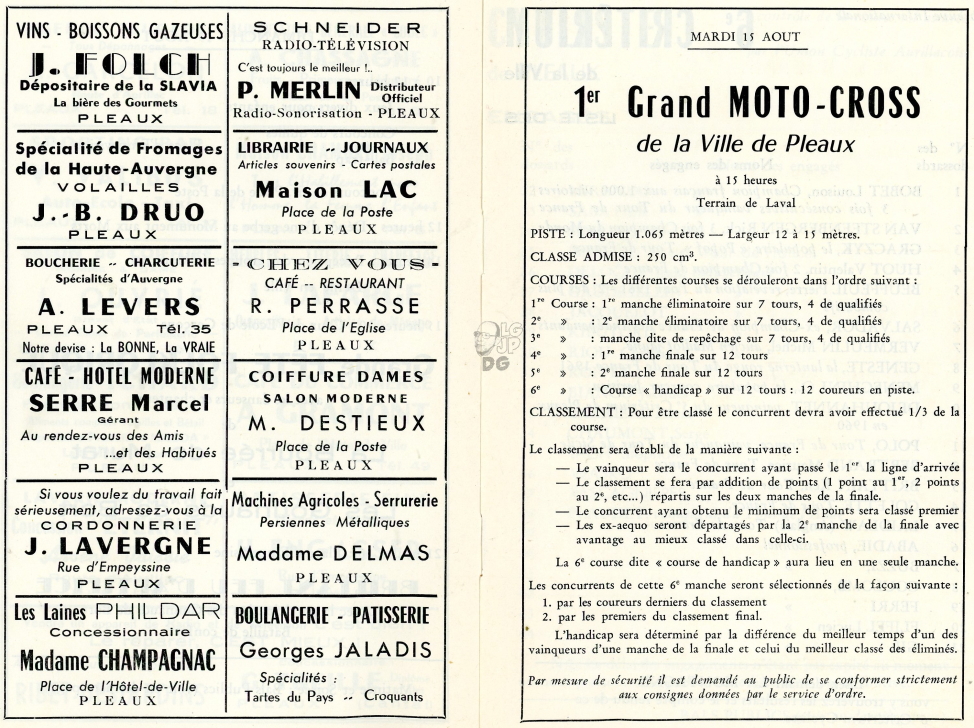 VINS - BOISSONS GAZEUSES
J. FOLCH
Dépositaire de la SLAVIA
La bière des Gourmets
PLEAUX
Spécialité de Fromages
de la Haute-Auvergne
VOLAILLES
J.-B. DRUO
PLEAUX
BOUCHERIE -- CHARCUTERIE
Spécialités d'Auvergne
A. LEVERS
PLEAUX Tél. 35
Notre devise : La BONNE, La VRAIE
CAFÉ - HOTEL MODERNE
SERRE Marcel
Gérant
Au rendez-vous des Amis
...et des Habitués
PLEAUX
Si vous voulez du travail fait
sérieusement, adressez-vous à la
CORDONNERIE
J. LAVERGNE
Rue d'Empeyssine
PLEAUX
Les Laines PHILDAR
Concessionnaire
Madame CHAMPAGNAC
Place de l'Hôtel-de-Ville
PLEAUX
SCHNEIDER
RADIO-TÉLÉVISION
C'est toujours le meilleur !..
P. MERLIN Distributeur
Officiel
Radio-Sonorisation - PLEAUX
LIBRAIRIE -- JOURNAUX
Articles souvenirs - Cartes postales
Maison LAC
Place de la Poste
PLEAUX
- CHEZ VOUS -
CAFÉ -- RESTAURANT
R. PERRASSE
Place de l'Eglise
PLEAUX
COIFFURE DAMES
SALON MODERNE
M. DESTIEUX
Place de la Poste
PLEAUX
Machines Agricoles - Serrurerie
Persiennes Métalliques
Madame DELMAS
PLEAUX
BOULANGERIE - PATISSERIE
Georges JALADIS
Spécialités :
Tartes du Pays -- Croquants
LG
JP
DG
MARDI 15 AOUT
1er Grand MOTO-CROSS
de la Ville de Pleaux
à 15 heures
Terrain de Laval
PISTE : Longueur 1.065 mètres — Largeur 12 à 15 mètres.
CLASSE ADMISE : 250 cm³.
COURSES : Les différentes courses se dérouleront dans l'ordre suivant :
1re Course : 1re manche éliminatoire sur 7 tours, 4 de qualifiés
2e » : 2e manche éliminatoire sur 7 tours, 4 de qualifiés
3e » : manche dite de repêchage sur 7 tours, 4 de qualifiés
4e » : 1re manche finale sur 12 tours
5e » : 2e manche finale sur 12 tours
6e » : Course « handicap » sur 12 tours : 12 coureurs en piste.
CLASSEMENT : Pour être classé le concurrent devra avoir effectué 1/3 de la
course.
Le classement sera établi de la manière suivante :
— Le vainqueur sera le concurrent ayant passé le 1er la ligne d'arrivée
— Le classement se fera par addition de points (1 point au 1er, 2 points
au 2e, etc...) répartis sur les deux manches de la finale.
— Le concurrent ayant obtenu le minimum de points sera classé premier
— Les ex-aequo seront départagés par la 2e manche de la finale avec
avantage au mieux classé dans celle-ci.
La 6e course dite « course de handicap » aura lieu en une seule manche.
Les concurrents de cette 6e manche seront sélectionnés de la façon suivante :
1. par les coureurs derniers du classement
2. par les premiers du classement final.
L'handicap sera déterminé par la différence du meilleur temps d'un des
vainqueurs d'une manche de la finale et celui du meilleur classé des éliminés.
Par mesure de sécurité il est demandé au public de se conformer strictement
aux consignes données par le service d'ordre.